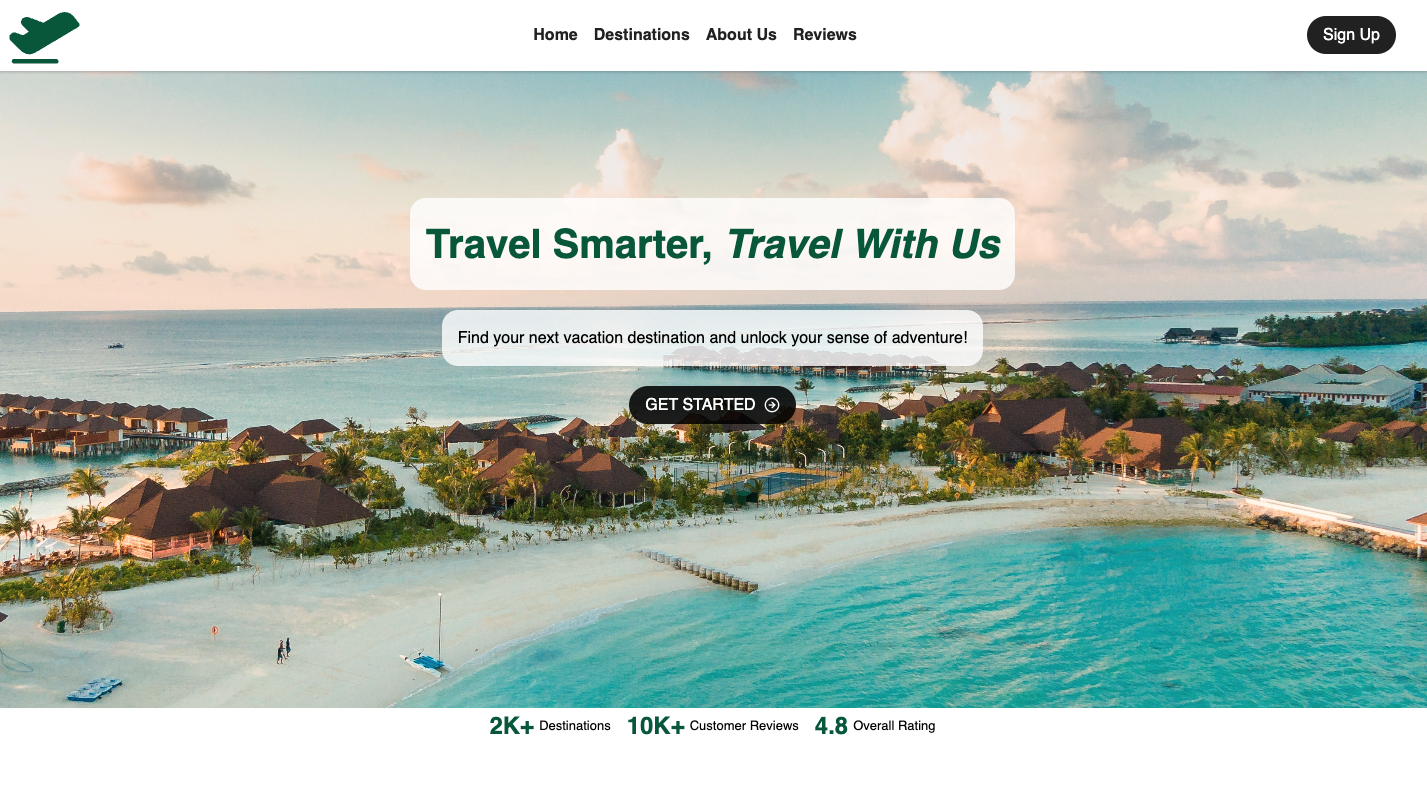 Home Destinations About Us Reviews Sign Up
Travel Smarter, Travel With Us
Find your next vacation destination and unlock your sense of adventure!
GET STARTED
2K+ Destinations 10K+ Customer Reviews 4.8 Overall Rating